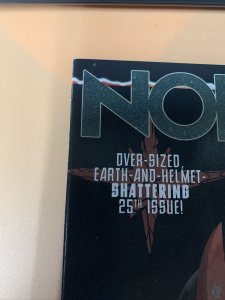 NO
OVER-SIZED,
EARTH-AND-HELMET-
SHATTERING
25TH ISSUE!